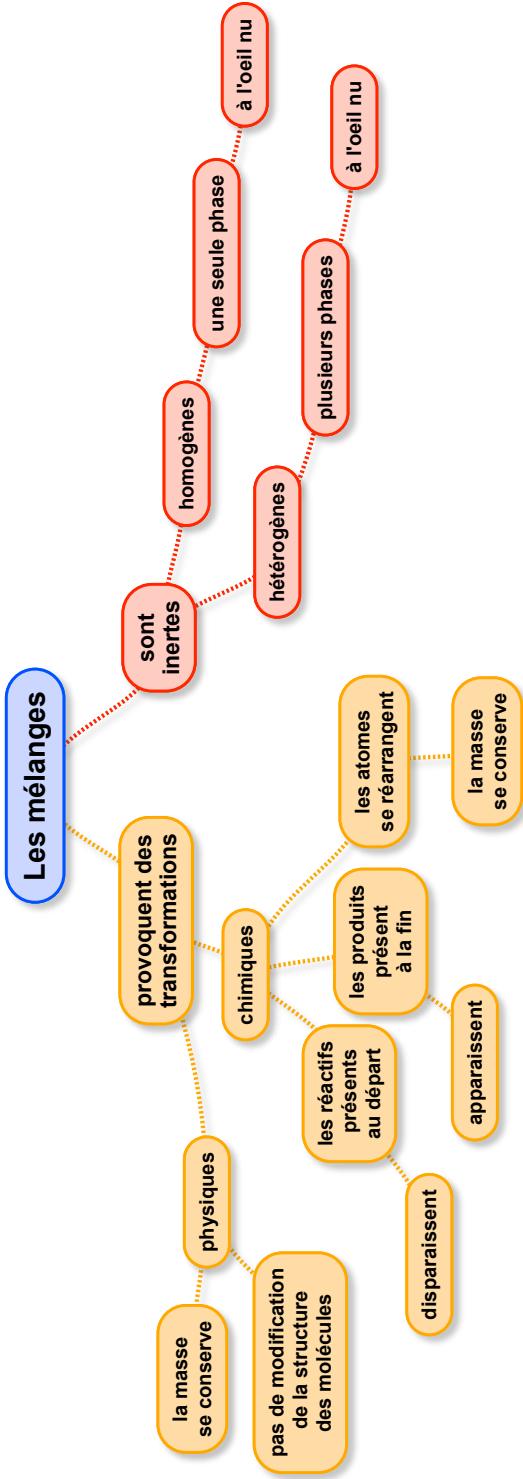 Les mélanges
provoquent des
transformations
physiques
la masse
se conserve
pas de modification
de la structure
des molécules
chimiques
les réactifs
présents
au départ
disparaissent
les produits
présent
à la fin
apparaissent
les atomes
se réarrangent
la masse
se conserve
sont
inertes
homogènes
une seule phase
à l'oeil nu
hétérogènes
plusieurs phases
à l'oeil nu